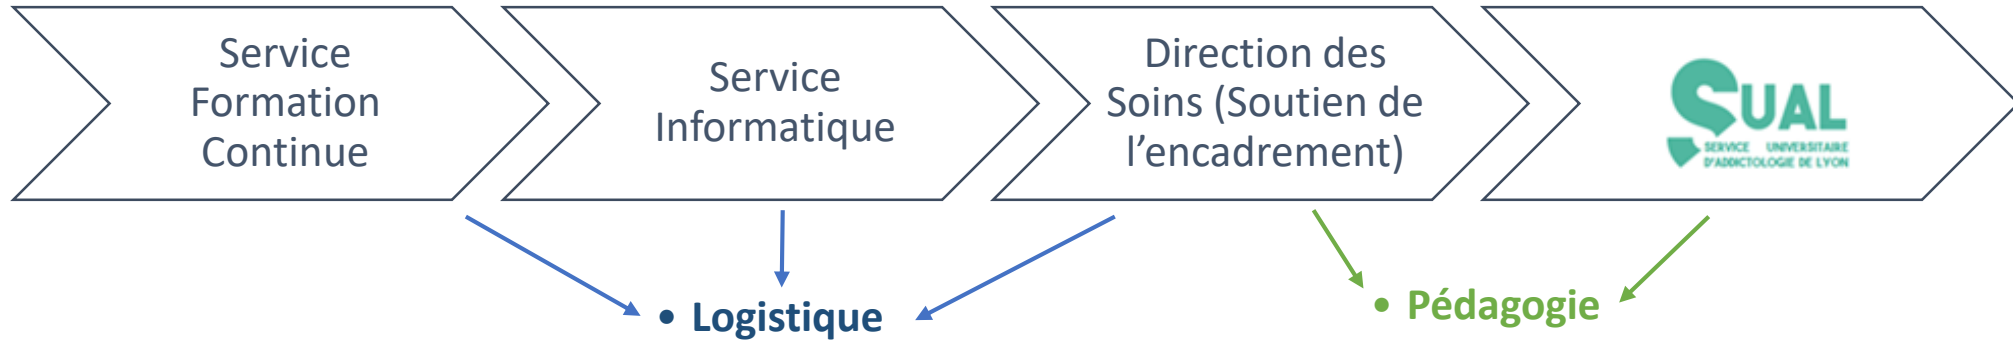 Service
Formation
Continue
Service
Informatique
Direction des
Soins (Soutien de
l’encadrement)
SUAL
SERVICE UNIVERSITAIRE
D'ADDICTOLOGIE DE LYON
• Logistique
• Pédagogie